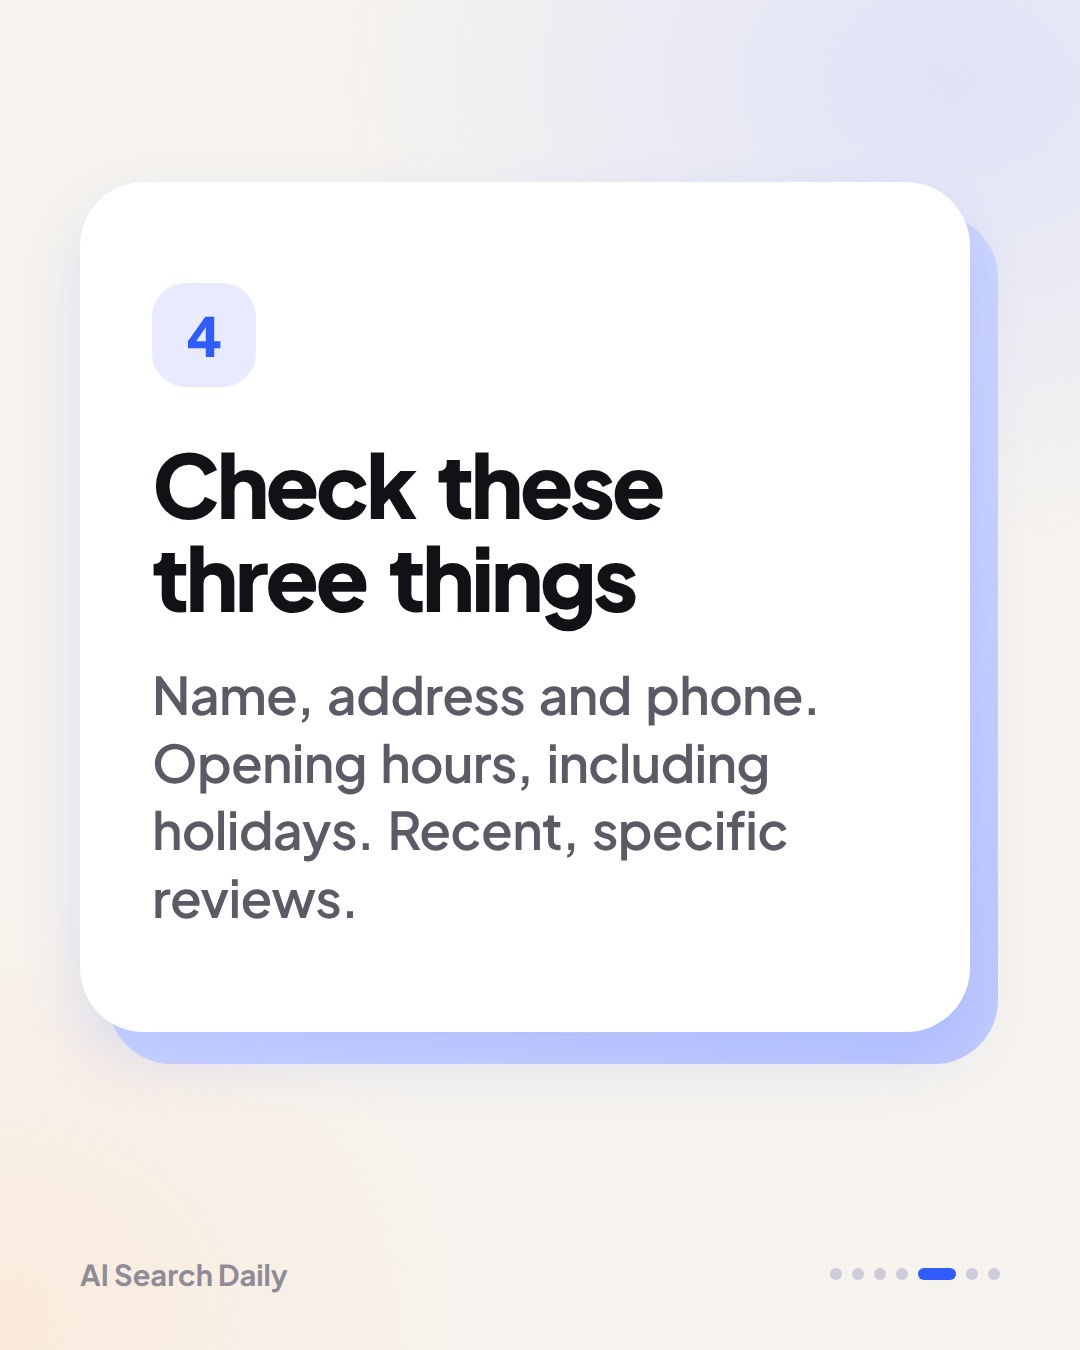 4
Check these
three things
Name, address and phone.
Opening hours, including
holidays. Recent, specific
reviews.
AI Search Daily